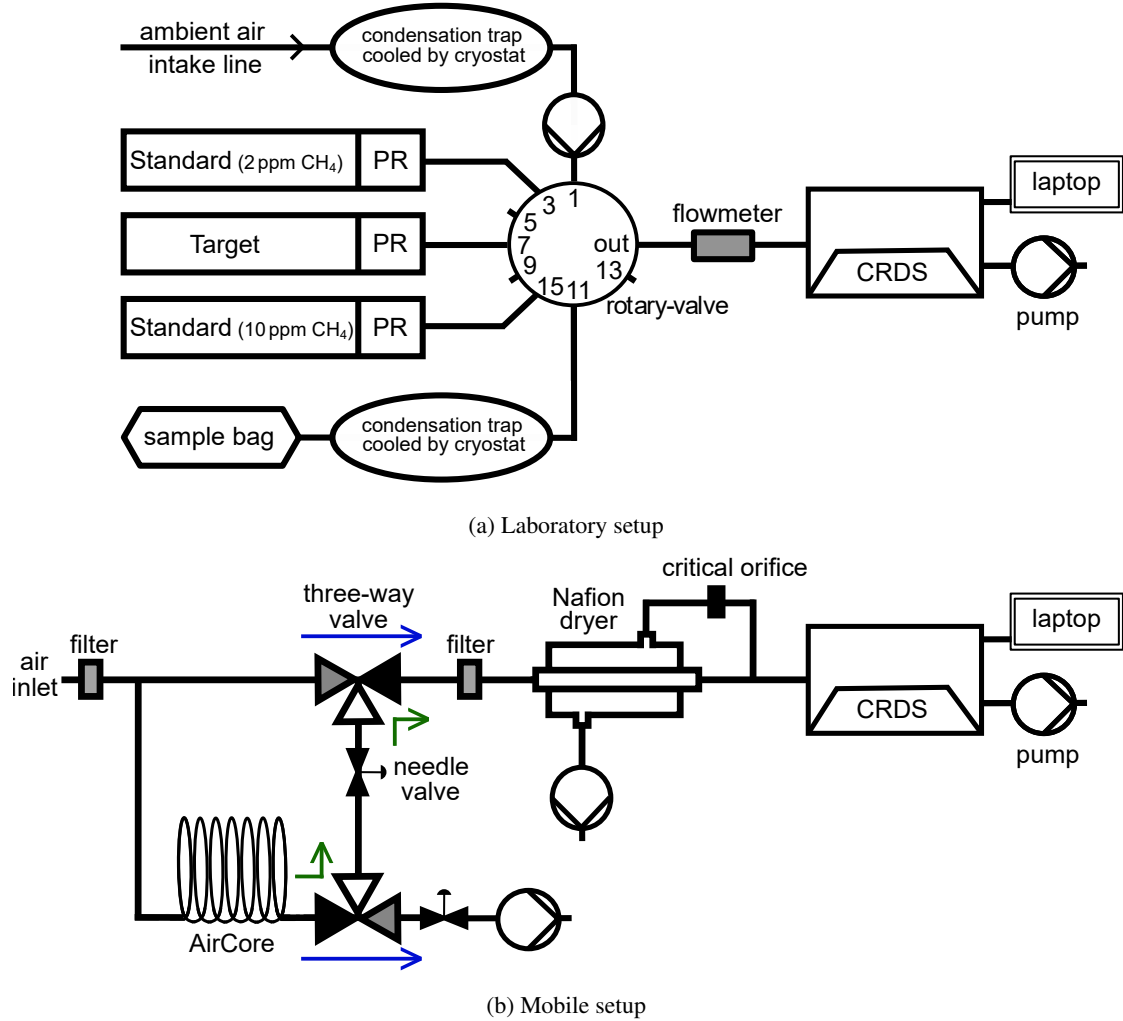 ambient air
intake line
condensation trap
cooled by cryostat
Standard (2 ppm CH₄)
PR
Target
PR
Standard (10 ppm CH₄)
PR
1
3
5
7
9
15
11
13
out
rotary-valve
flowmeter
CRDS
laptop
pump
sample bag
condensation trap
cooled by cryostat
(a) Laboratory setup
air
inlet
filter
three-way
valve
filter
Nafion
dryer
critical orifice
CRDS
laptop
pump
needle
valve
AirCore
(b) Mobile setup